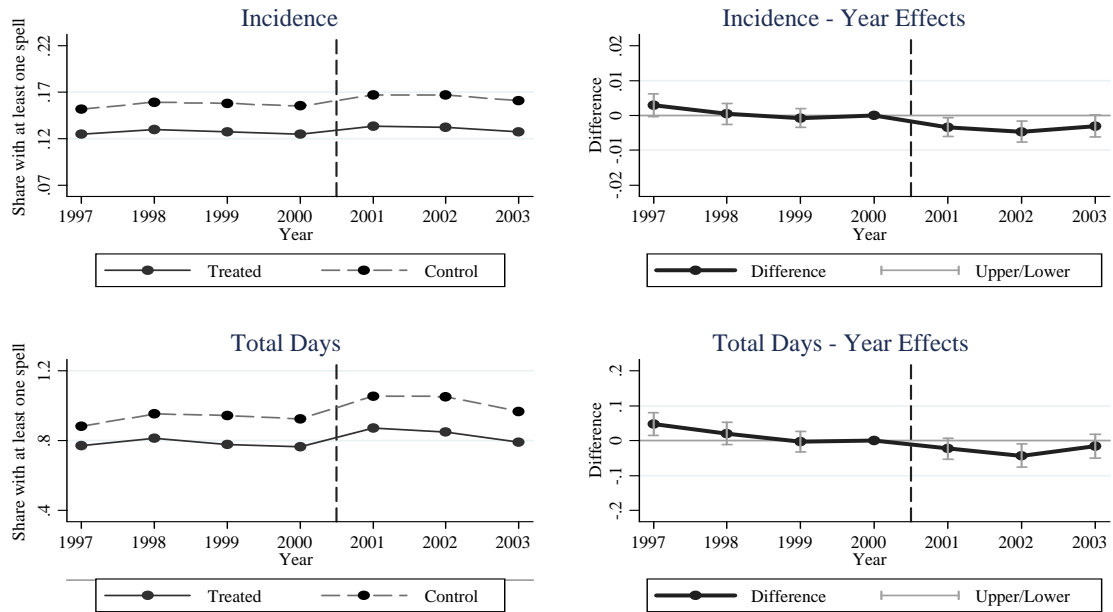 Incidence
Share with at least one spell
.07 .12 .17 .22
1997 1998 1999 2000 2001 2002 2003
Year
Treated Control
Incidence - Year Effects
Difference
-.02 -.01 0 .01 .02
1997 1998 1999 2000 2001 2002 2003
Year
Difference Upper/Lower
Total Days
Share with at least one spell
.4 .8 1.2
1997 1998 1999 2000 2001 2002 2003
Year
Treated Control
Total Days - Year Effects
Difference
-.2 -.1 0 .1 .2
1997 1998 1999 2000 2001 2002 2003
Year
Difference Upper/Lower